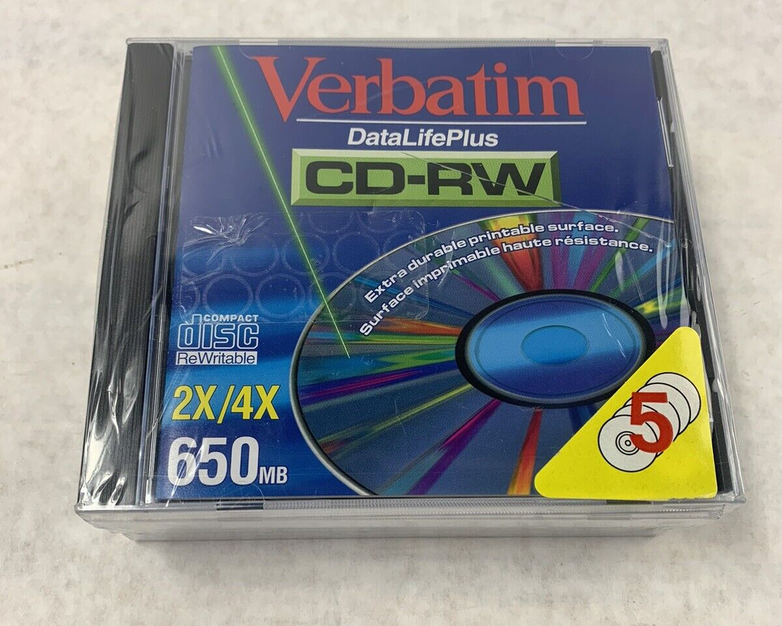 Verbatim
DataLifePlus
CD-RW
Extra durable printable surface.
Surface imprimable haute résistance.
COMPACT
disc
ReWritable
2X/4X
650MB
5